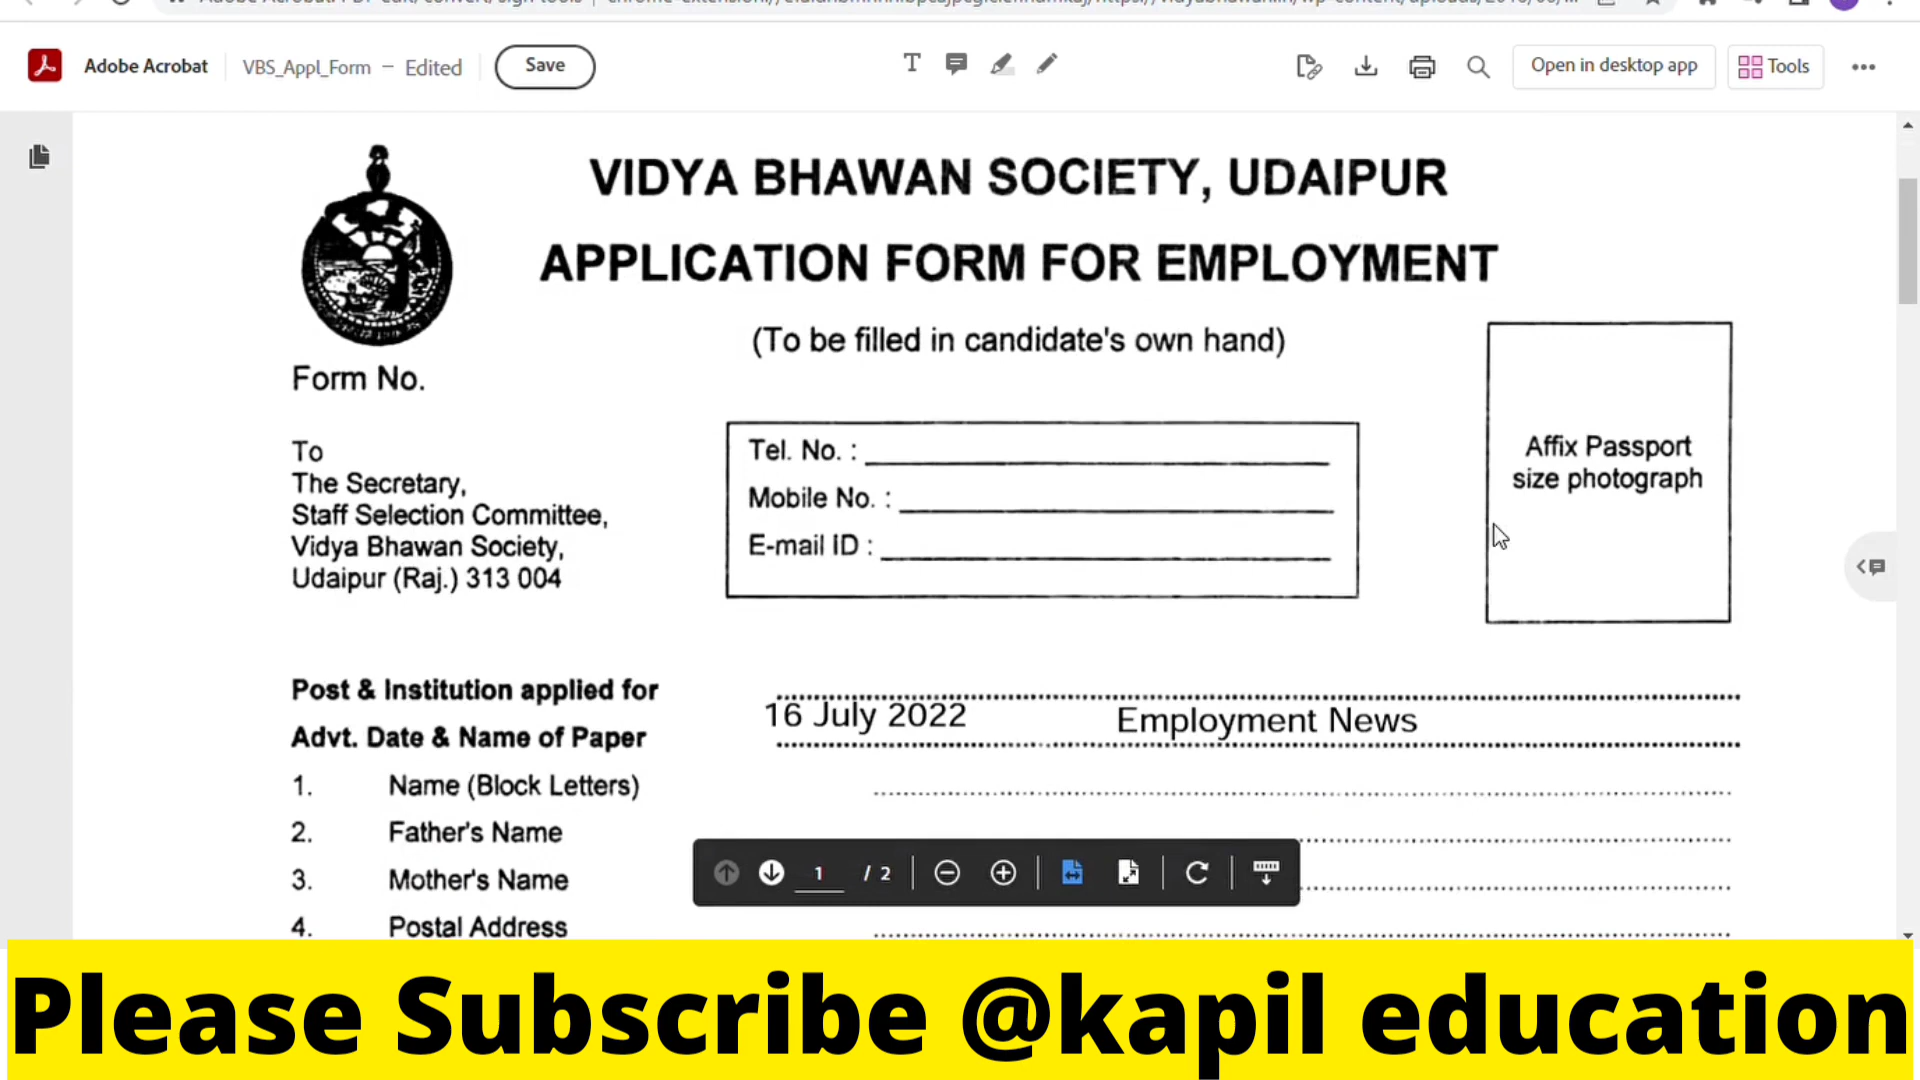 Adobe Acrobat
VBS_Appl_Form – Edited
Save
Open in desktop app
Tools
VIDYA BHAWAN SOCIETY, UDAIPUR
APPLICATION FORM FOR EMPLOYMENT
(To be filled in candidate's own hand)
Form No.
To
The Secretary,
Staff Selection Committee,
Vidya Bhawan Society,
Udaipur (Raj.) 313 004
Tel. No. :
Mobile No. :
E-mail ID :
Affix Passport
size photograph
Post & Institution applied for
16 July 2022 Employment News
Advt. Date & Name of Paper
1. Name (Block Letters)
2. Father's Name
3. Mother's Name
4. Postal Address
1 / 2
Please Subscribe @kapil education